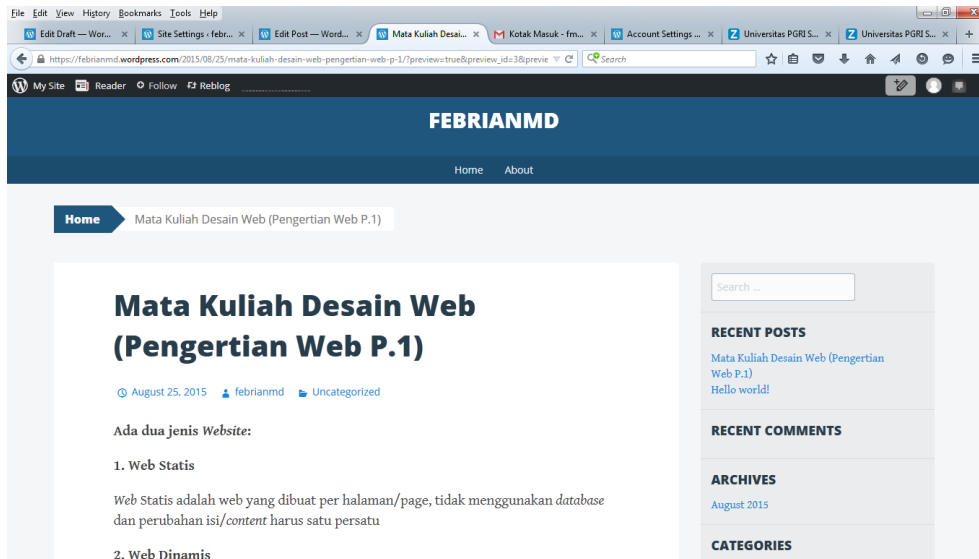 File Edit View History Bookmarks Tools Help
Edit Draft — Wor... × Site Settings ‹ febr... × Edit Post — Word... × Mata Kuliah Desai... × Kotak Masuk - fm... × Account Settings ... × Universitas PGRI S... × Universitas PGRI S... × +
https://febrianmd.wordpress.com/2015/08/25/mata-kuliah-desain-web-pengertian-web-p-1/?preview=true&preview_id=3&previe Search
My Site Reader Follow Reblog
FEBRIANMD
Home About
Home Mata Kuliah Desain Web (Pengertian Web P.1)
Mata Kuliah Desain Web
(Pengertian Web P.1)
August 25, 2015 febrianmd Uncategorized
Ada dua jenis Website:
1. Web Statis
Web Statis adalah web yang dibuat per halaman/page, tidak menggunakan database
dan perubahan isi/content harus satu persatu
2. Web Dinamis
Search ...
RECENT POSTS
Mata Kuliah Desain Web (Pengertian
Web P.1)
Hello world!
RECENT COMMENTS
ARCHIVES
August 2015
CATEGORIES